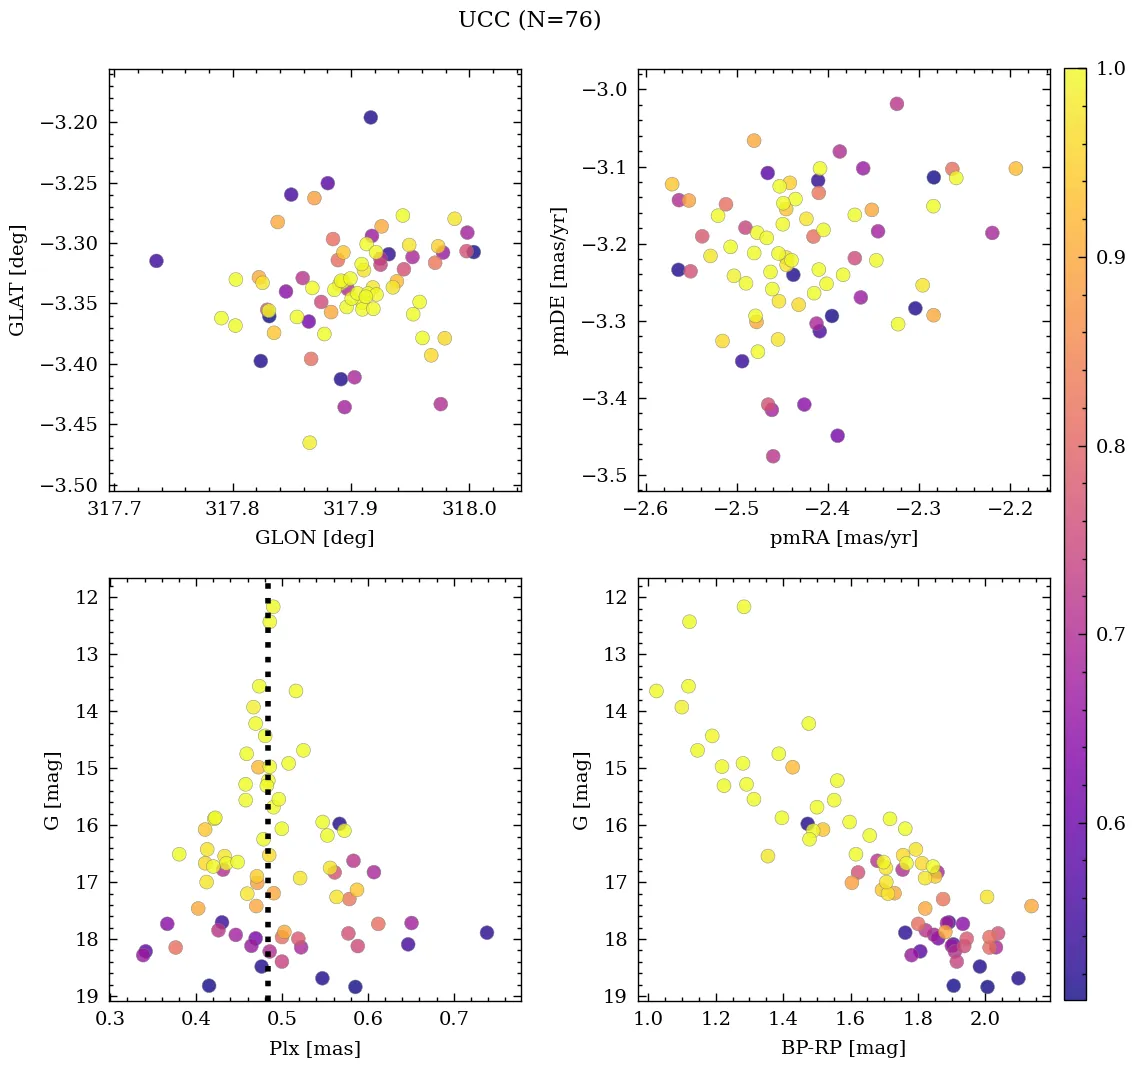 UCC (N=76)
−3.20
−3.25
−3.30
−3.35
−3.40
−3.45
−3.50
GLAT [deg]
317.7 317.8 317.9 318.0
GLON [deg]
−3.0
−3.1
−3.2
−3.3
−3.4
−3.5
pmDE [mas/yr]
−2.6 −2.5 −2.4 −2.3 −2.2
pmRA [mas/yr]
12
13
14
15
16
17
18
19
G [mag]
0.3 0.4 0.5 0.6 0.7
Plx [mas]
12
13
14
15
16
17
18
19
G [mag]
1.0 1.2 1.4 1.6 1.8 2.0
BP-RP [mag]
1.0
0.9
0.8
0.7
0.6